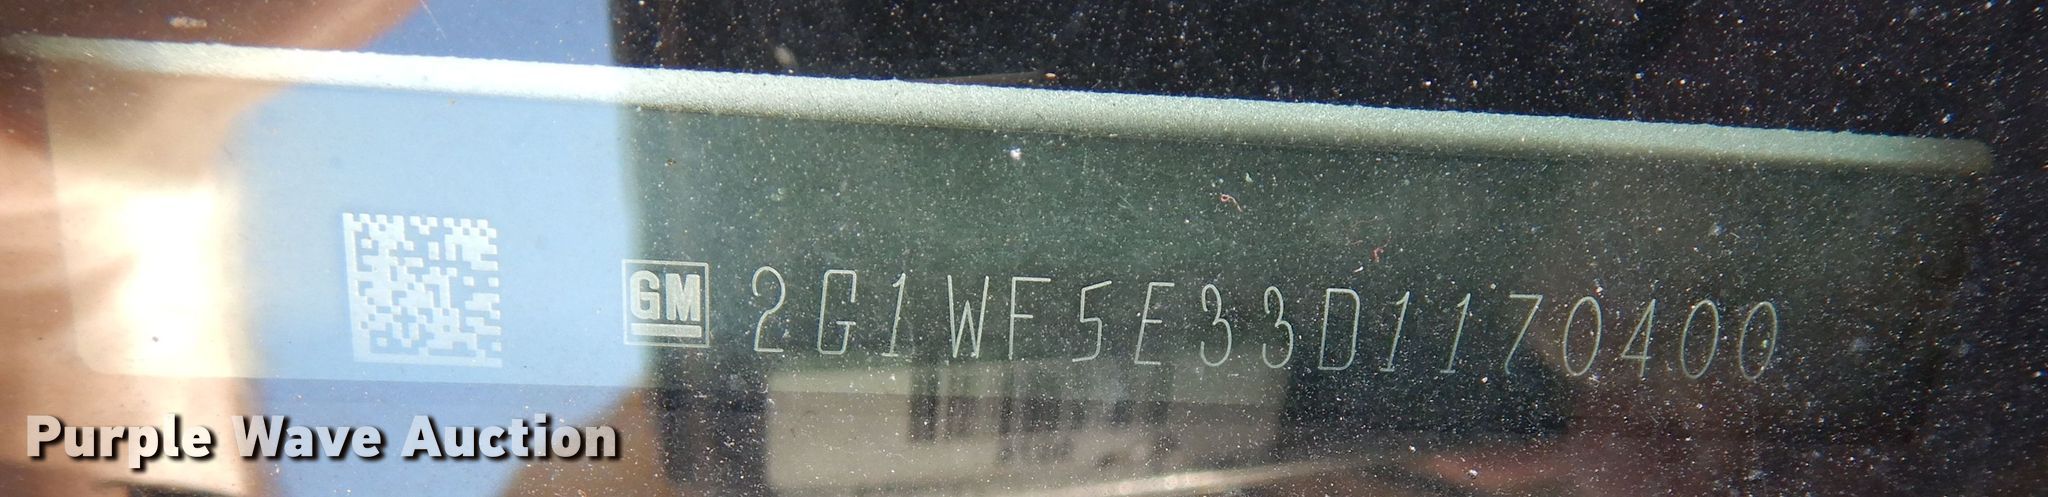 GM 2G1WF5E33D1170400
Purple Wave Auction